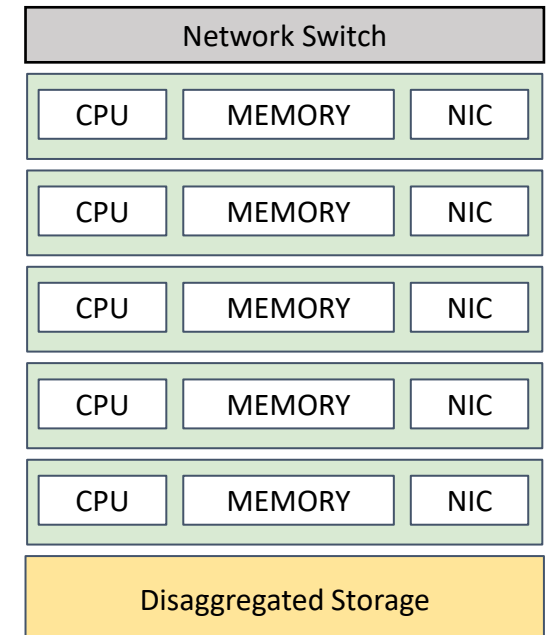 Network Switch
CPU MEMORY NIC
CPU MEMORY NIC
CPU MEMORY NIC
CPU MEMORY NIC
CPU MEMORY NIC
Disaggregated Storage